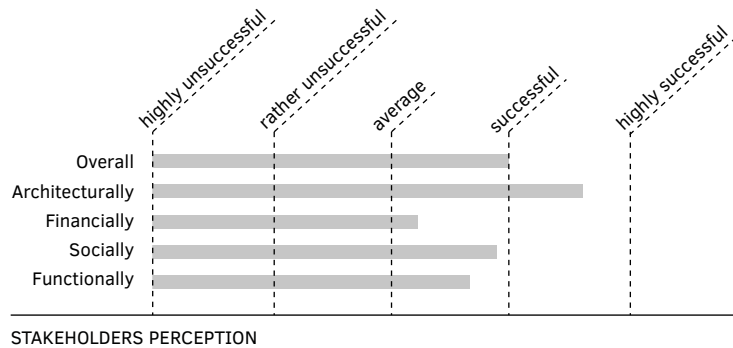 highly unsuccessful
rather unsuccessful
average
successful
highly successful
Overall
Architecturally
Financially
Socially
Functionally
STAKEHOLDERS PERCEPTION